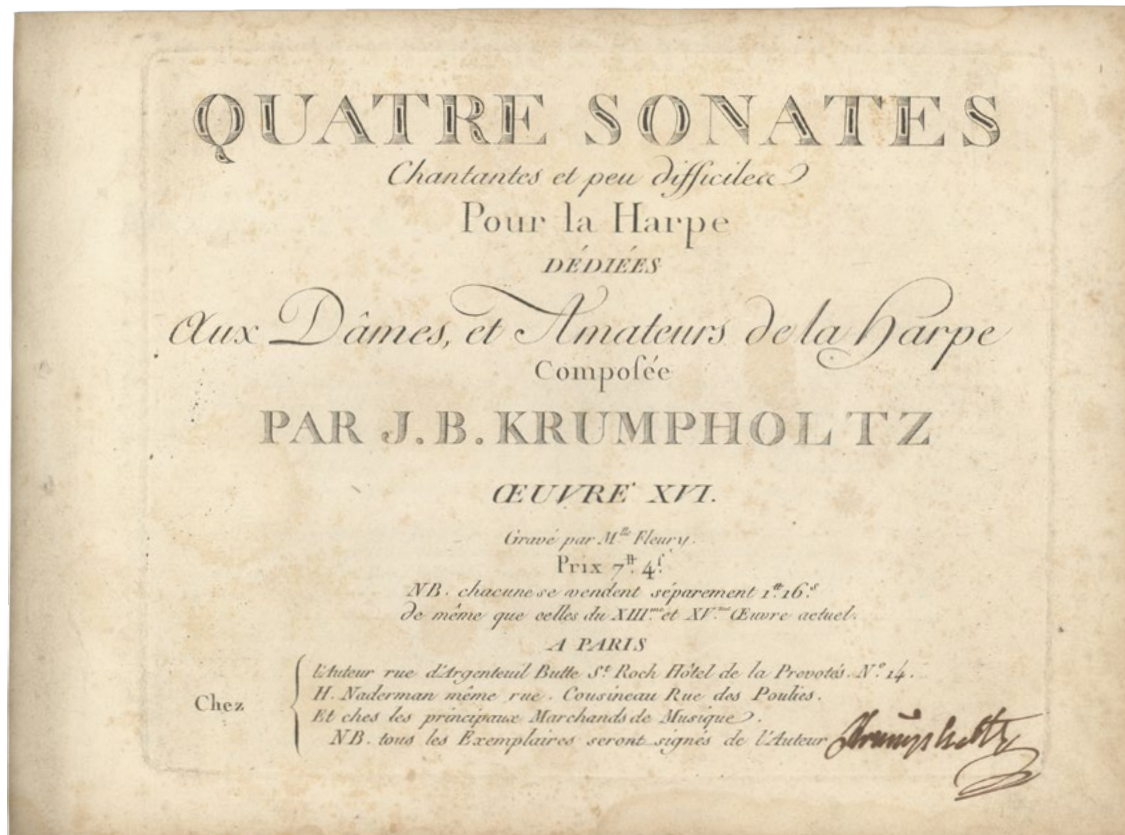 QUATRE SONATES
Chantantes et peu difficiles
Pour la Harpe
DÉDIÉES
Aux Dâmes, et Amateurs de la Harpe
Composée
PAR J. B. KRUMPHOLTZ
ŒUVRE XVI.
Gravé par M.lle Fleury.
Prix 7.tt 4.s
NB. chacune se vendent séparement 1.tt 16.s
de même que celles du XIII.me et XV.me Œuvre actuel.
A PARIS
Chez
l'Auteur rue d'Argenteuil Butte S.t Roch Hôtel de la Prevotés. N.o 14.
H. Naderman même rue. Cousineau Rue des Poulies.
Et ches les principaux Marchands de Musique.
NB. tous les Exemplaires seront signés de l'Auteur Krumpholtz